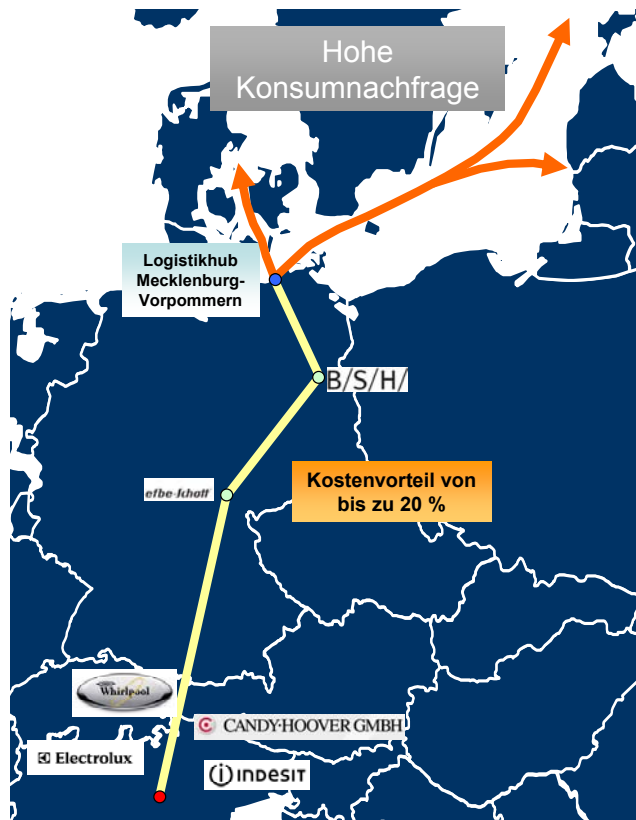 Hohe
Konsumnachfrage
Logistikhub
Mecklenburg-
Vorpommern
B/S/H/
efbe-Schott
Kostenvorteil von
bis zu 20 %
Whirlpool
CANDY·HOOVER GMBH
Electrolux
indesit